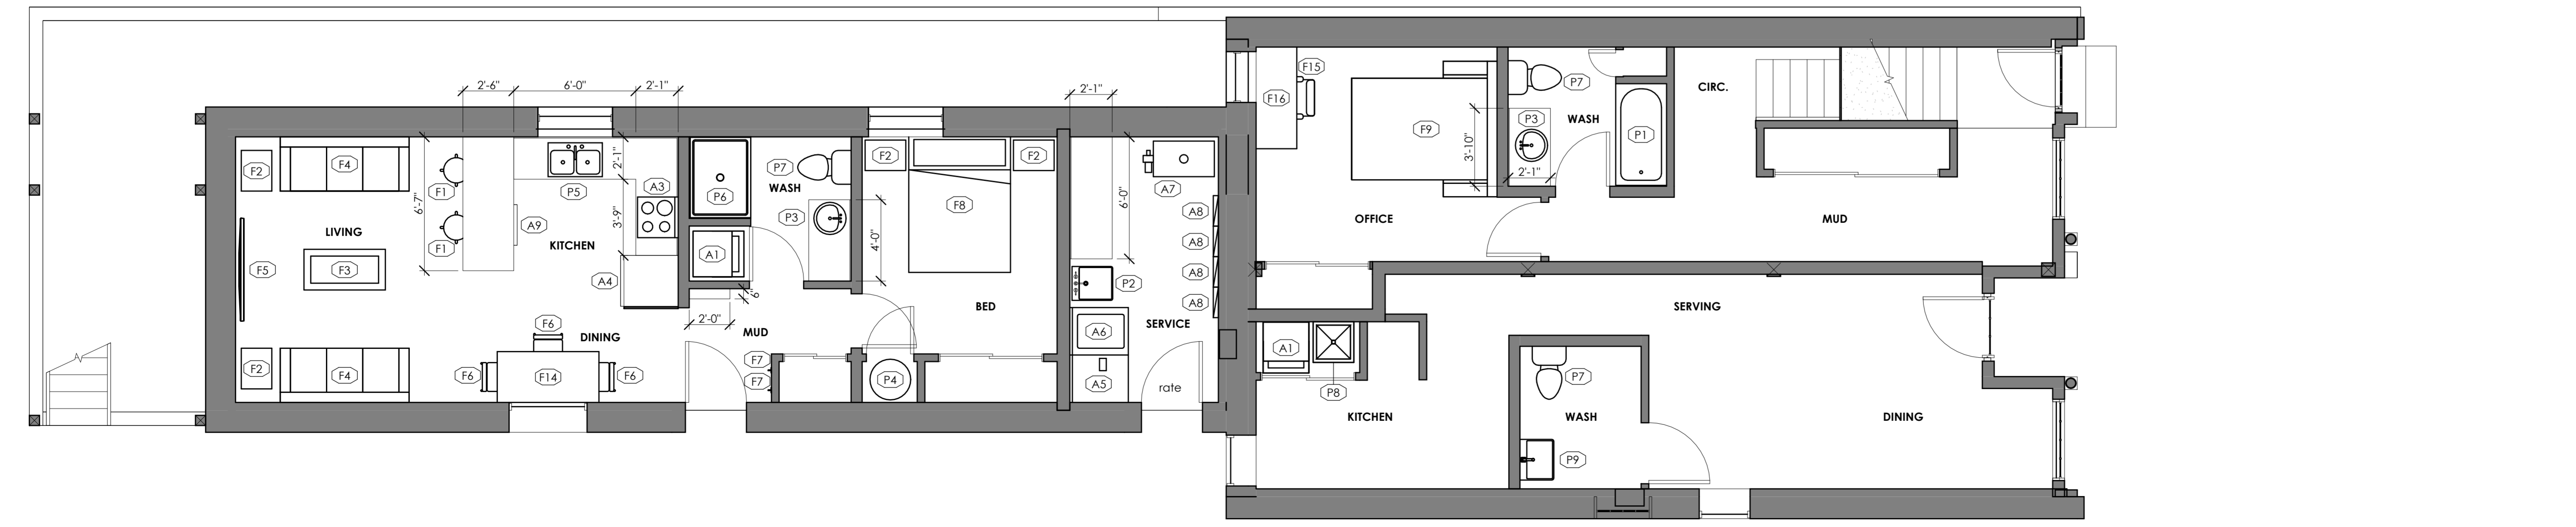 2'-6"
6'-0"
2'-1"
2'-1"
F15
F16
F9
3'-10"
P7
P3
WASH
2'-1"
P1
CIRC.
F2
F4
F1
6'-7"
F1
P5
2'-1"
A3
3'-9"
A9
KITCHEN
A4
LIVING
F5
F3
P6
P7
WASH
P3
A1
4'-0"
F2
F2
F8
6'-0"
A7
A8
A8
A8
A8
P2
OFFICE
MUD
6"
2'-0"
MUD
BED
SERVICE
A6
A5
rate
SERVING
DINING
F6
F6
F14
F6
F2
F4
F7
F7
P4
A1
P8
KITCHEN
P7
WASH
P9
DINING